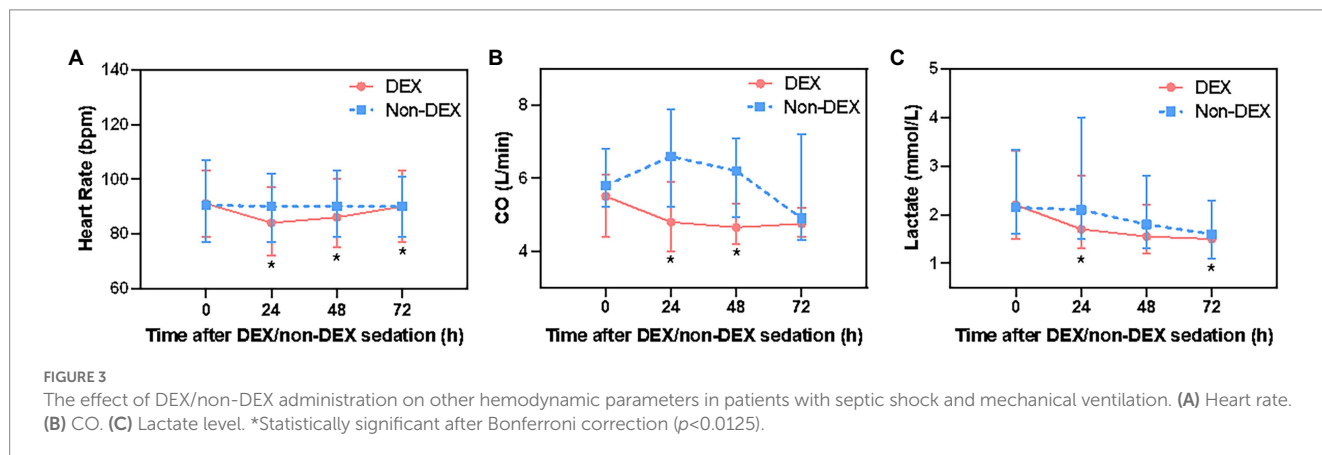 A
140
120
100
80
60
Heart Rate (bpm)
DEX
Non-DEX
* * *
0 24 48 72
Time after DEX/non-DEX sedation (h)
B
8
6
4
CO (L/min)
DEX
Non-DEX
* *
0 24 48 72
Time after DEX/non-DEX sedation (h)
C
5
4
3
2
1
Lactate (mmol/L)
DEX
Non-DEX
* *
0 24 48 72
Time after DEX/non-DEX sedation (h)
FIGURE 3
The effect of DEX/non-DEX administration on other hemodynamic parameters in patients with septic shock and mechanical ventilation. (A) Heart rate.
(B) CO. (C) Lactate level. *Statistically significant after Bonferroni correction (p<0.0125).